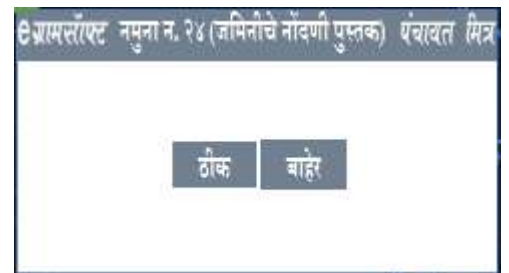 eग्रामसॉफ्ट नमुना न. २४ (जमिनीचे नोंदणी पुस्तक) पंचायत मित्र
ठीक बाहेर